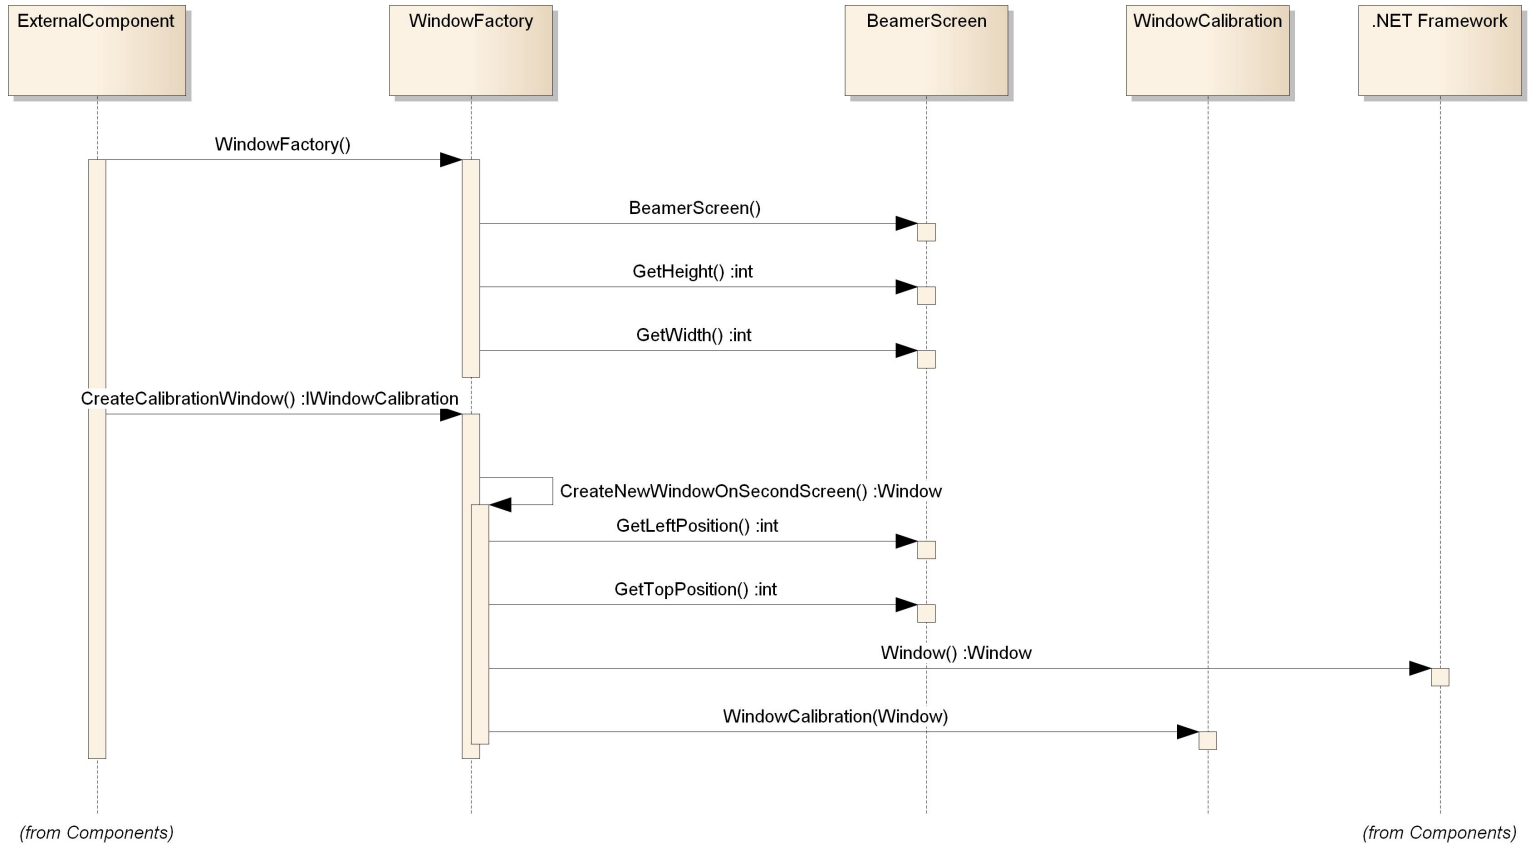 ExternalComponent
WindowFactory
BeamerScreen
WindowCalibration
.NET Framework
WindowFactory()
BeamerScreen()
GetHeight() :int
GetWidth() :int
CreateCalibrationWindow() :IWindowCalibration
CreateNewWindowOnSecondScreen() :Window
GetLeftPosition() :int
GetTopPosition() :int
Window() :Window
WindowCalibration(Window)
(from Components)
(from Components)